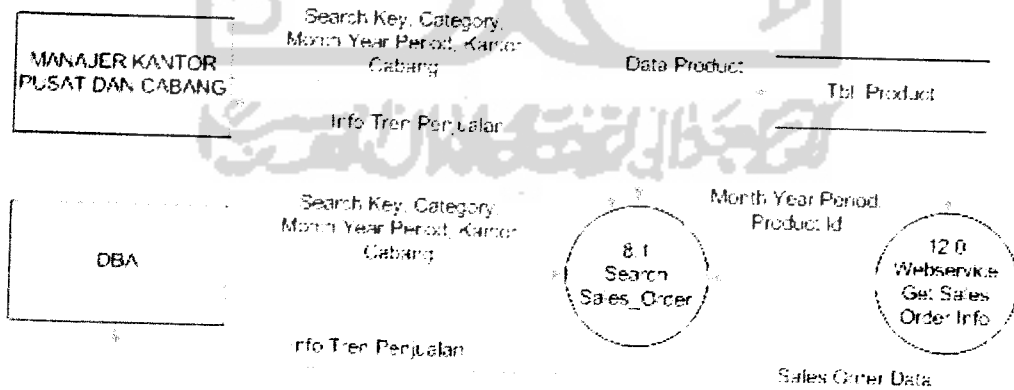 Search Key, Category,
Month Year Period, Kantor
Cabang
MANAJER KANTOR
PUSAT DAN CABANG
Data Product
Tbl_Product
Info Tren Penjualan
Search Key, Category,
Month Year Period, Kantor
Cabang
Month Year Period,
Product Id
DBA
8.1
Search
Sales_Order
12.0
Webservice
Get Sales
Order Info
Info Tren Penjualan
Sales Order Data